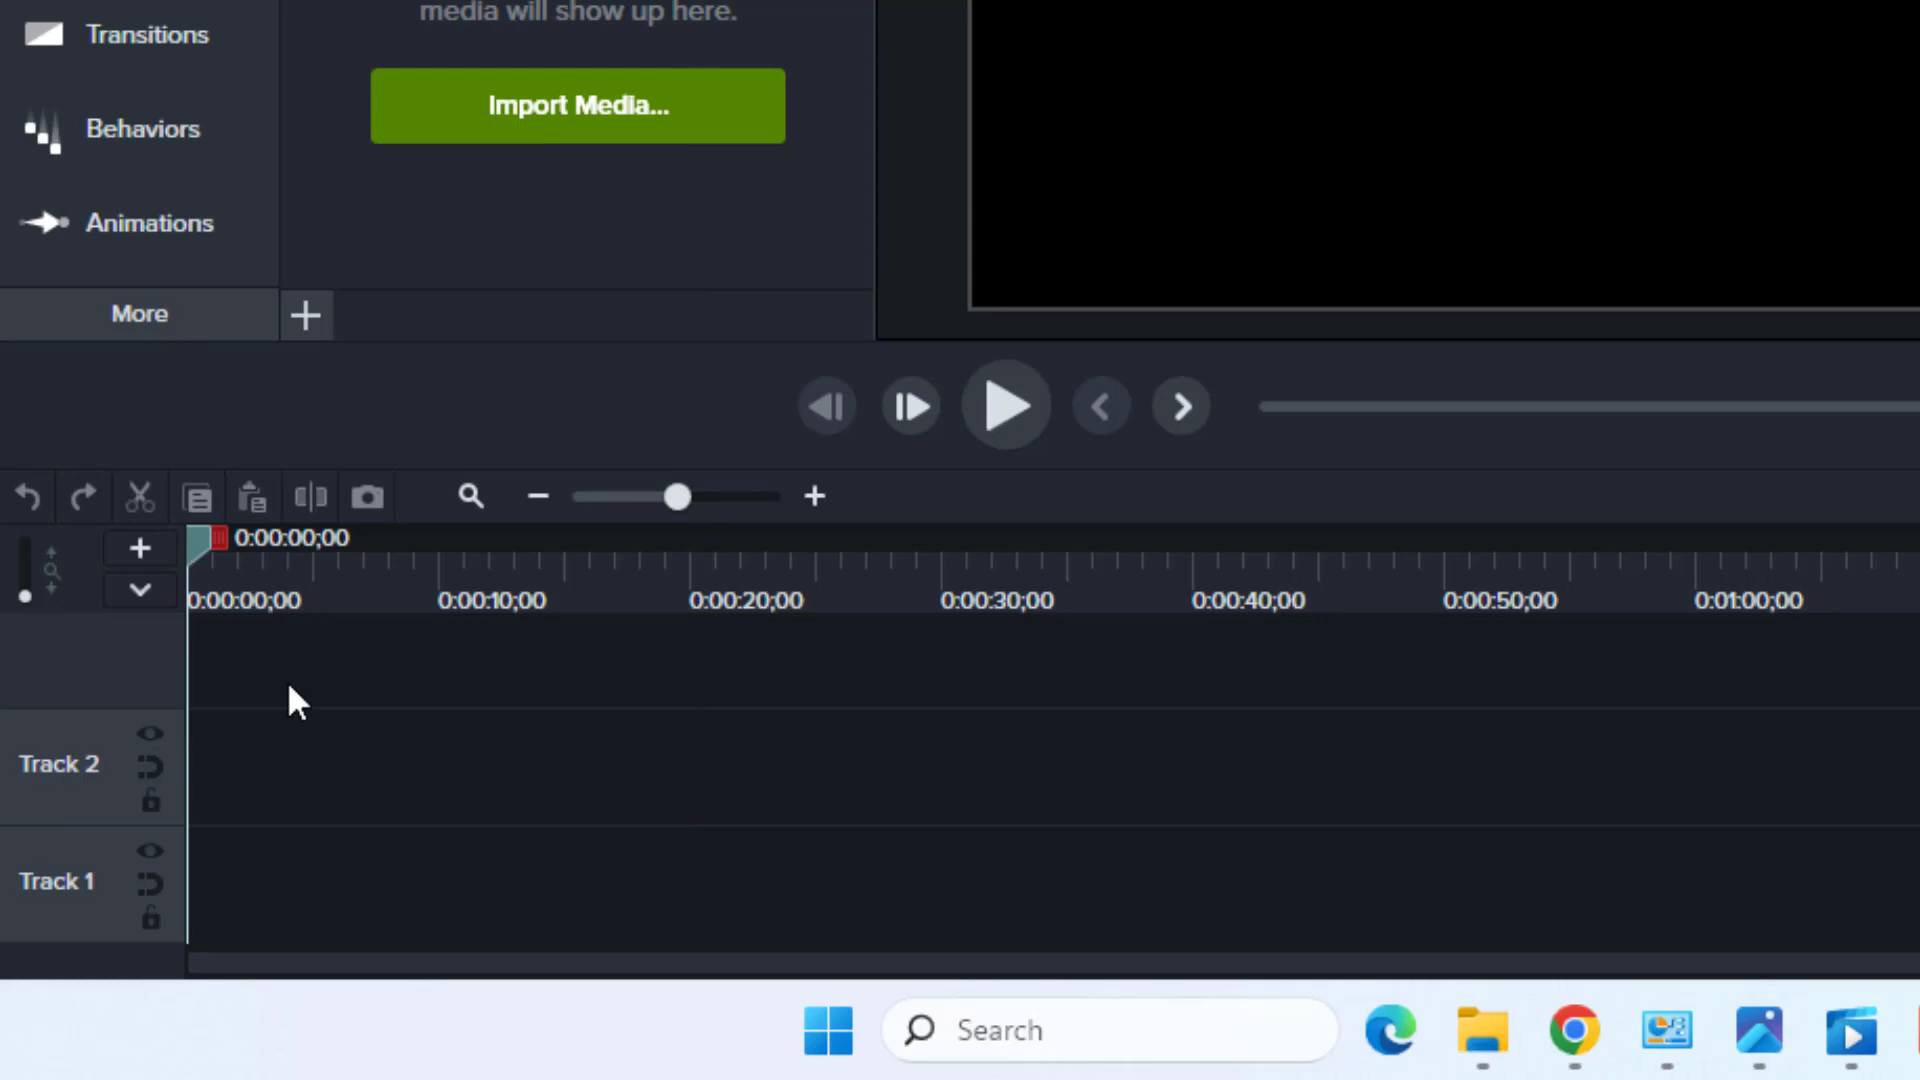 media will show up here.
Transitions
Import Media...
Behaviors
Animations
More
0:00:00;00
0:00:00;00
0:00:10;00
0:00:20;00
0:00:30;00
0:00:40;00
0:00:50;00
0:01:00;00
Track 2
Track 1
Search